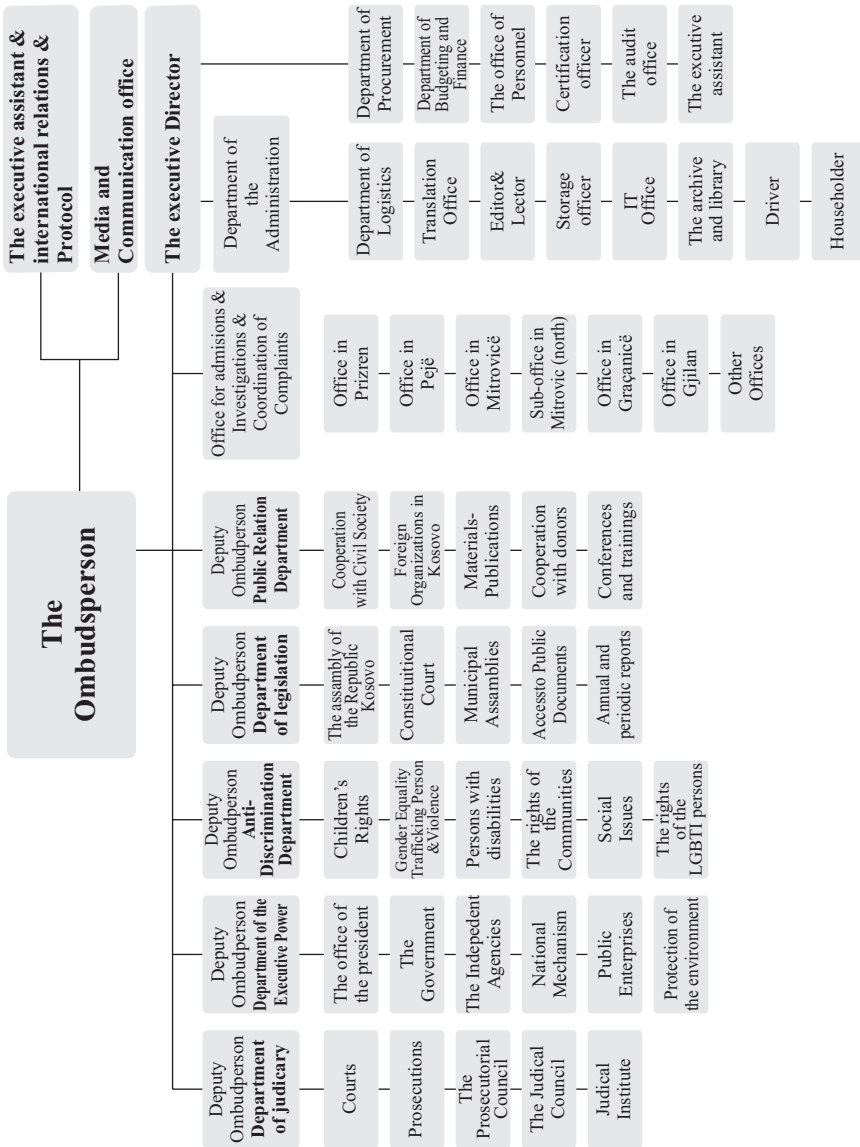 The
Ombudsperson
The executive assistant &
international relations &
Protocol
Media and
Communication office
The executive Director
Deputy
Ombudperson
Department
of judicary
Courts
Prosecutions
The
Prosecutorial
Council
The Judical
Council
Judical
Institute
Deputy
Ombudperson
Department of the
Executive Power
The office of
the president
The
Government
The Indepedent
Agencies
National
Mechanism
Public
Enterprises
Protection of
the environment
Deputy
Ombudperson
Anti-
Discrimination
Department
Children's
Rights
Gender Equality
Trafficking Person
&Violence
Persons with
disabilities
The rights of
the
Communities
Social
Issues
The rights
of the
LGBTI persons
Deputy
Ombudperson
Department
of legislation
The assambly of
the Republic
Kosovo
Constituitional
Court
Municipal
Assamblies
Accessto Public
Documents
Annual and
periodic reports
Deputy
Ombudperson
Public Relation
Department
Cooperation
with Civil Society
Foreign
Organizations in
Kosovo
Materials-
Publications
Cooperation
with donors
Conferences
and trainings
Office for admisions &
Investigations &
Coordination of
Complaints
Office in
Prizren
Office in
Pejë
Office in
Mitrovicë
Sub-office in
Mitrovic (north)
Office in
Graçanicë
Office in
Gjilan
Other
Offices
Department of
the
Administration
Department of
Logistics
Translation
Office
Editor&
Lector
Storage
officer
IT
Office
The archive
and library
Driver
Householder
Department of
Procurement
Department of
Budgeting and
Finance
The office of
Personnel
Certification
officer
The audit
office
The excutive
assistant